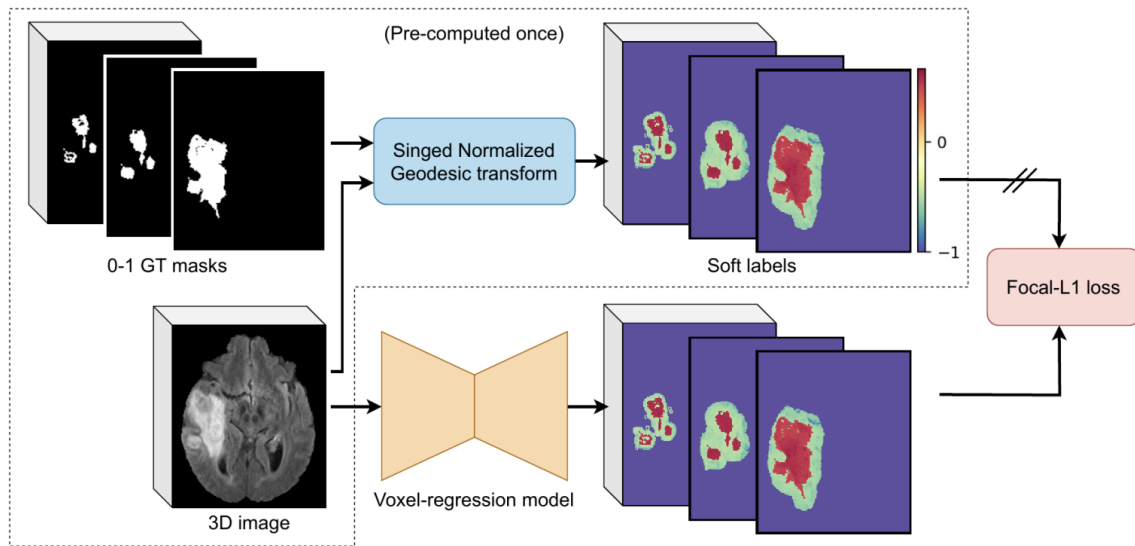 (Pre-computed once)
Singed Normalized
Geodesic transform
0
−1
0-1 GT masks
Soft labels
Focal-L1 loss
Voxel-regression model
3D image